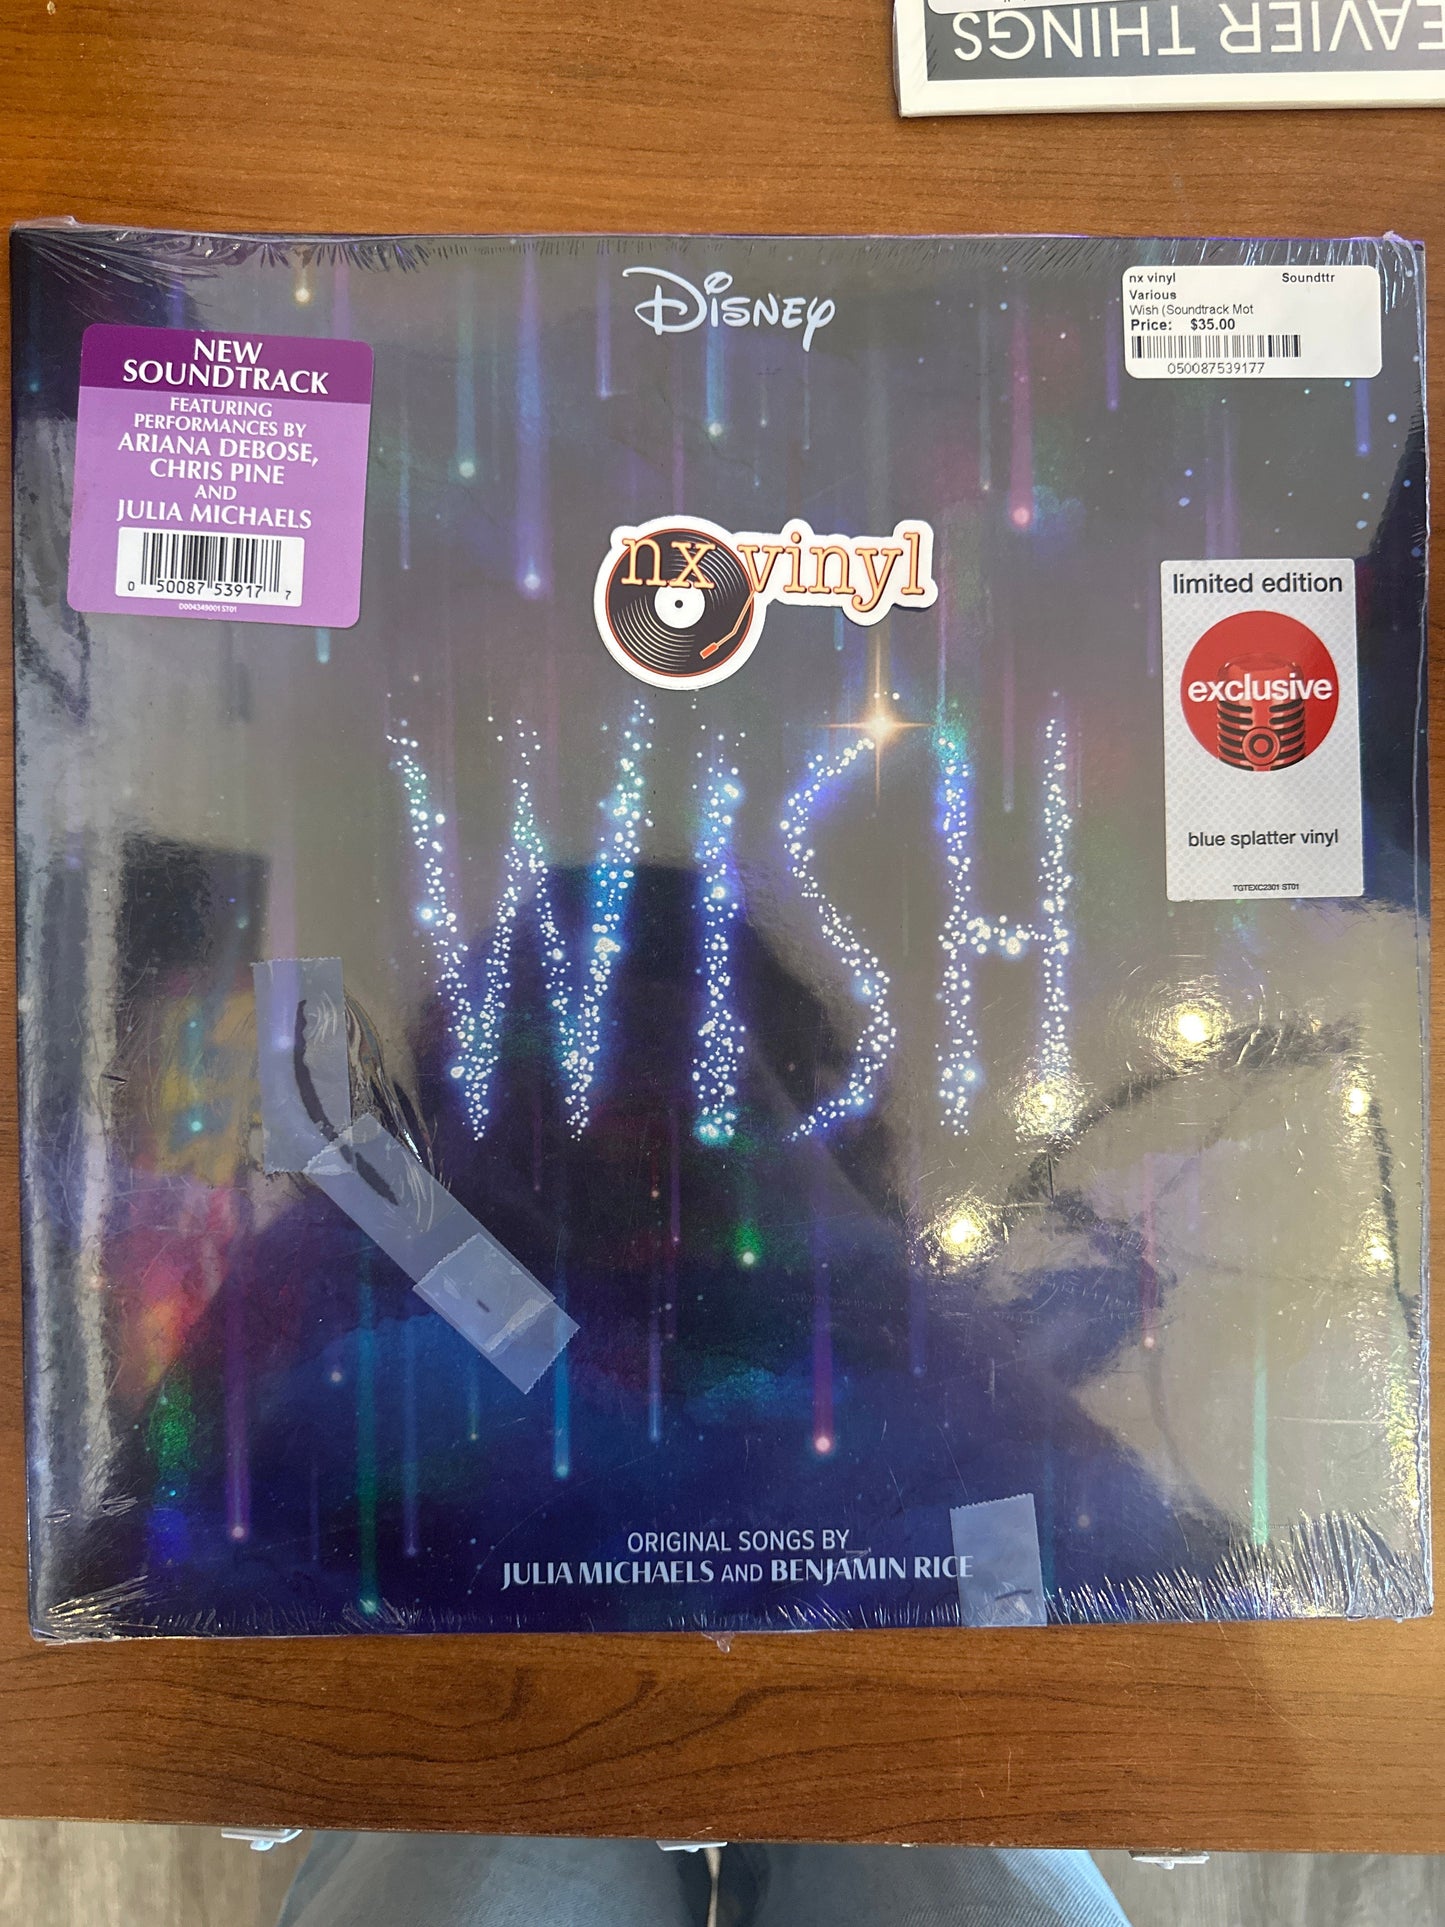 EAVIER THINGS
DISNEY
nx vinyl Soundttr
Various
Wish (Soundtrack Mot
Price: $35.00
050087539177
NEW
SOUNDTRACK
FEATURING
PERFORMANCES BY
ARIANA DEBOSE,
CHRIS PINE
AND
JULIA MICHAELS
0 50087 53917 7
D004349001 ST01
nx vinyl
limited edition
exclusive
blue splatter vinyl
TGTEXC2301 ST01
WISH
ORIGINAL SONGS BY
JULIA MICHAELS AND BENJAMIN RICE